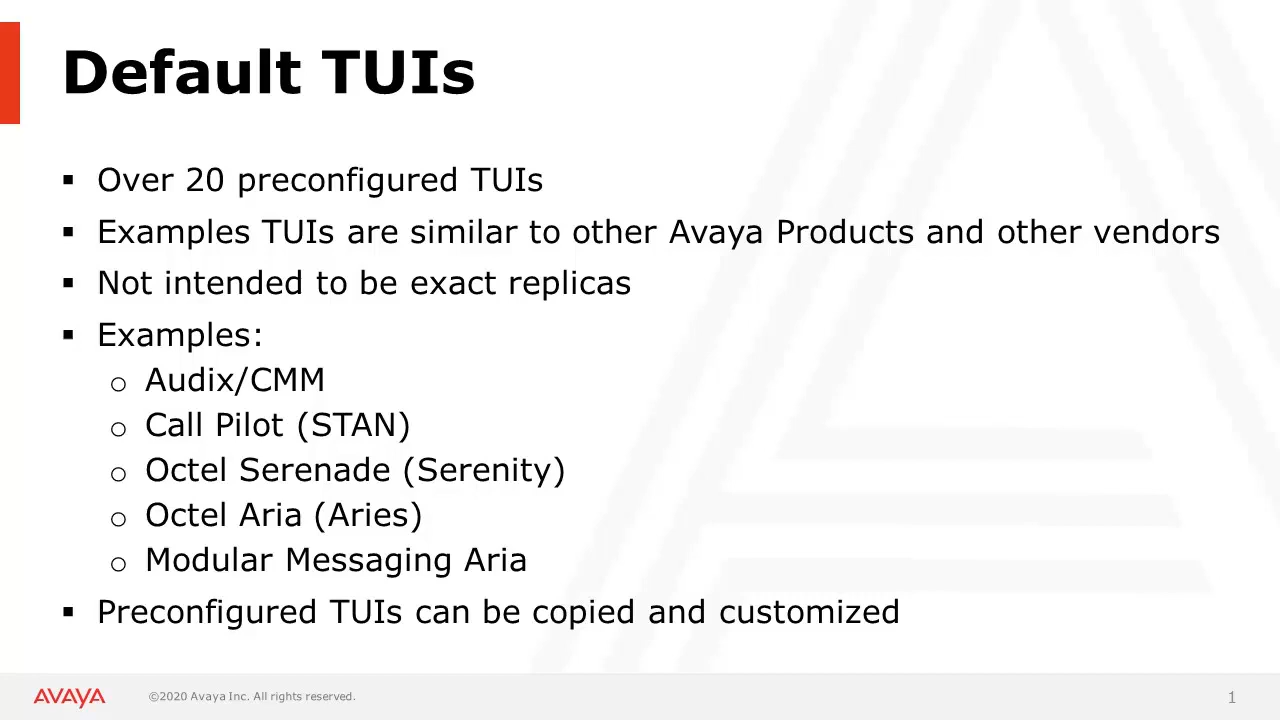 Default TUIs
▪ Over 20 preconfigured TUIs
▪ Examples TUIs are similar to other Avaya Products and other vendors
▪ Not intended to be exact replicas
▪ Examples:
o Audix/CMM
o Call Pilot (STAN)
o Octel Serenade (Serenity)
o Octel Aria (Aries)
o Modular Messaging Aria
▪ Preconfigured TUIs can be copied and customized
AVAYA ©2020 Avaya Inc. All rights reserved. 1